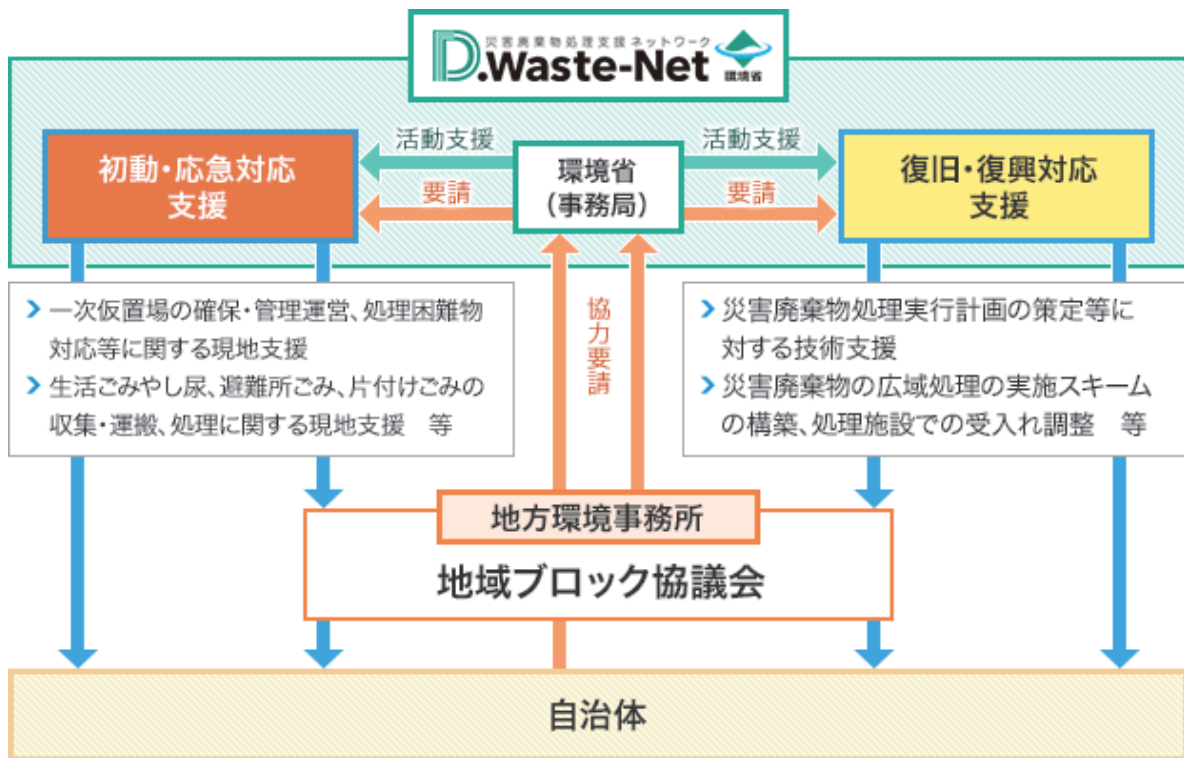 災害廃棄物処理支援ネットワーク
D.Waste-Net
環境省
初動・応急対応
支援
活動支援
要請
環境省
(事務局)
活動支援
要請
復旧・復興対応
支援
一次仮置場の確保・管理運営、処理困難物
対応等に関する現地支援
生活ごみやし尿、避難所ごみ、片付けごみの
収集・運搬、処理に関する現地支援　等
協力要請
災害廃棄物処理実行計画の策定等に
対する技術支援
災害廃棄物の広域処理の実施スキーム
の構築、処理施設での受入れ調整　等
地方環境事務所
地域ブロック協議会
自治体